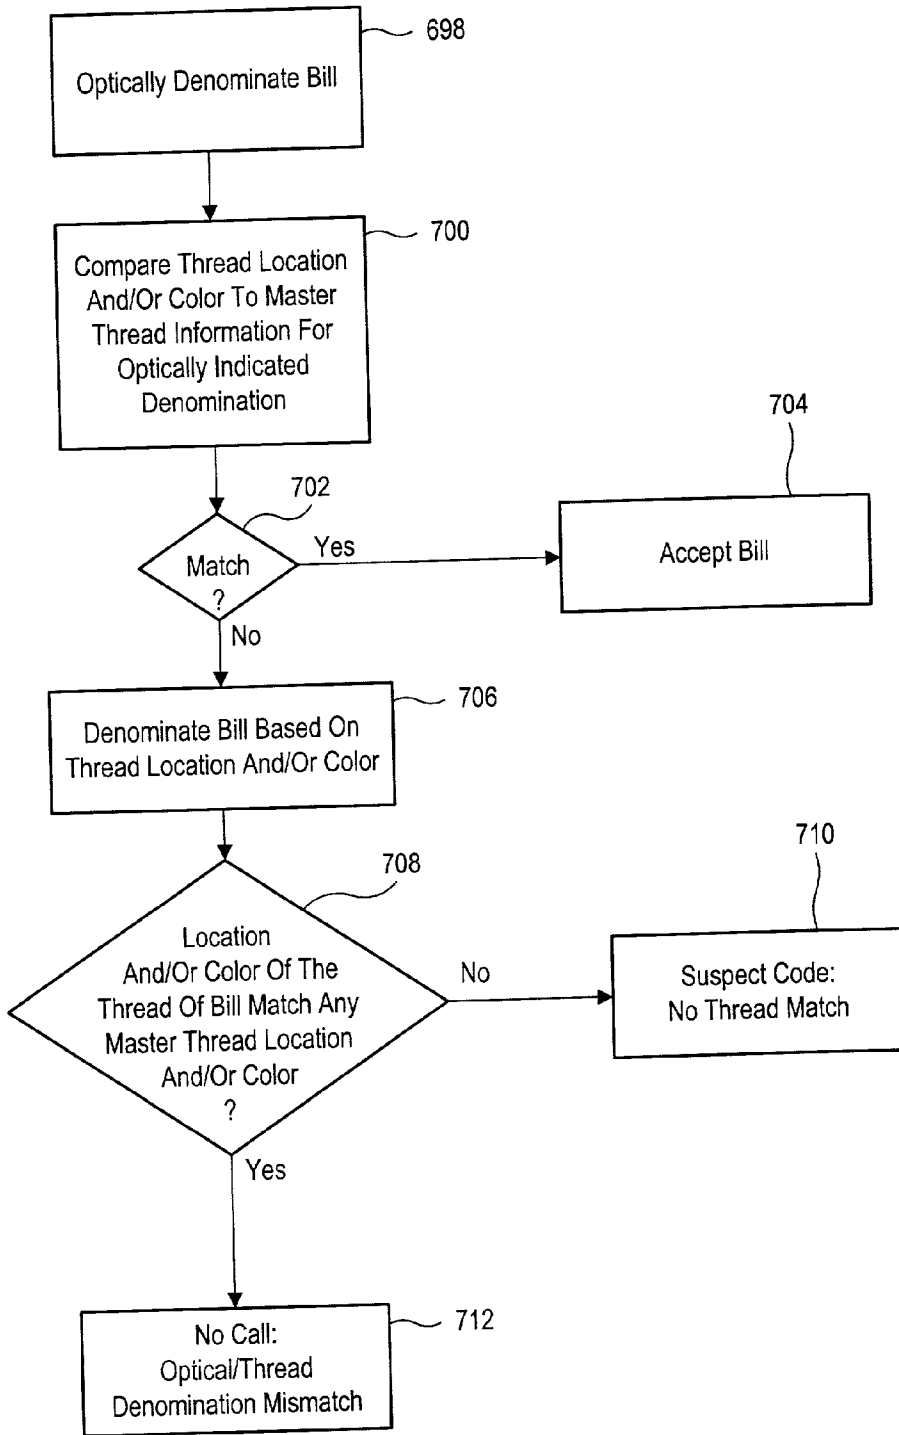 698
Optically Denominate Bill
700
Compare Thread Location
And/Or Color To Master
Thread Information For
Optically Indicated
Denomination
704
702
Match
?
Yes
Accept Bill
No
706
Denominate Bill Based On
Thread Location And/Or Color
708
710
Location
And/Or Color Of The
Thread Of Bill Match Any
Master Thread Location
And/Or Color
?
No
Suspect Code:
No Thread Match
Yes
712
No Call:
Optical/Thread
Denomination Mismatch